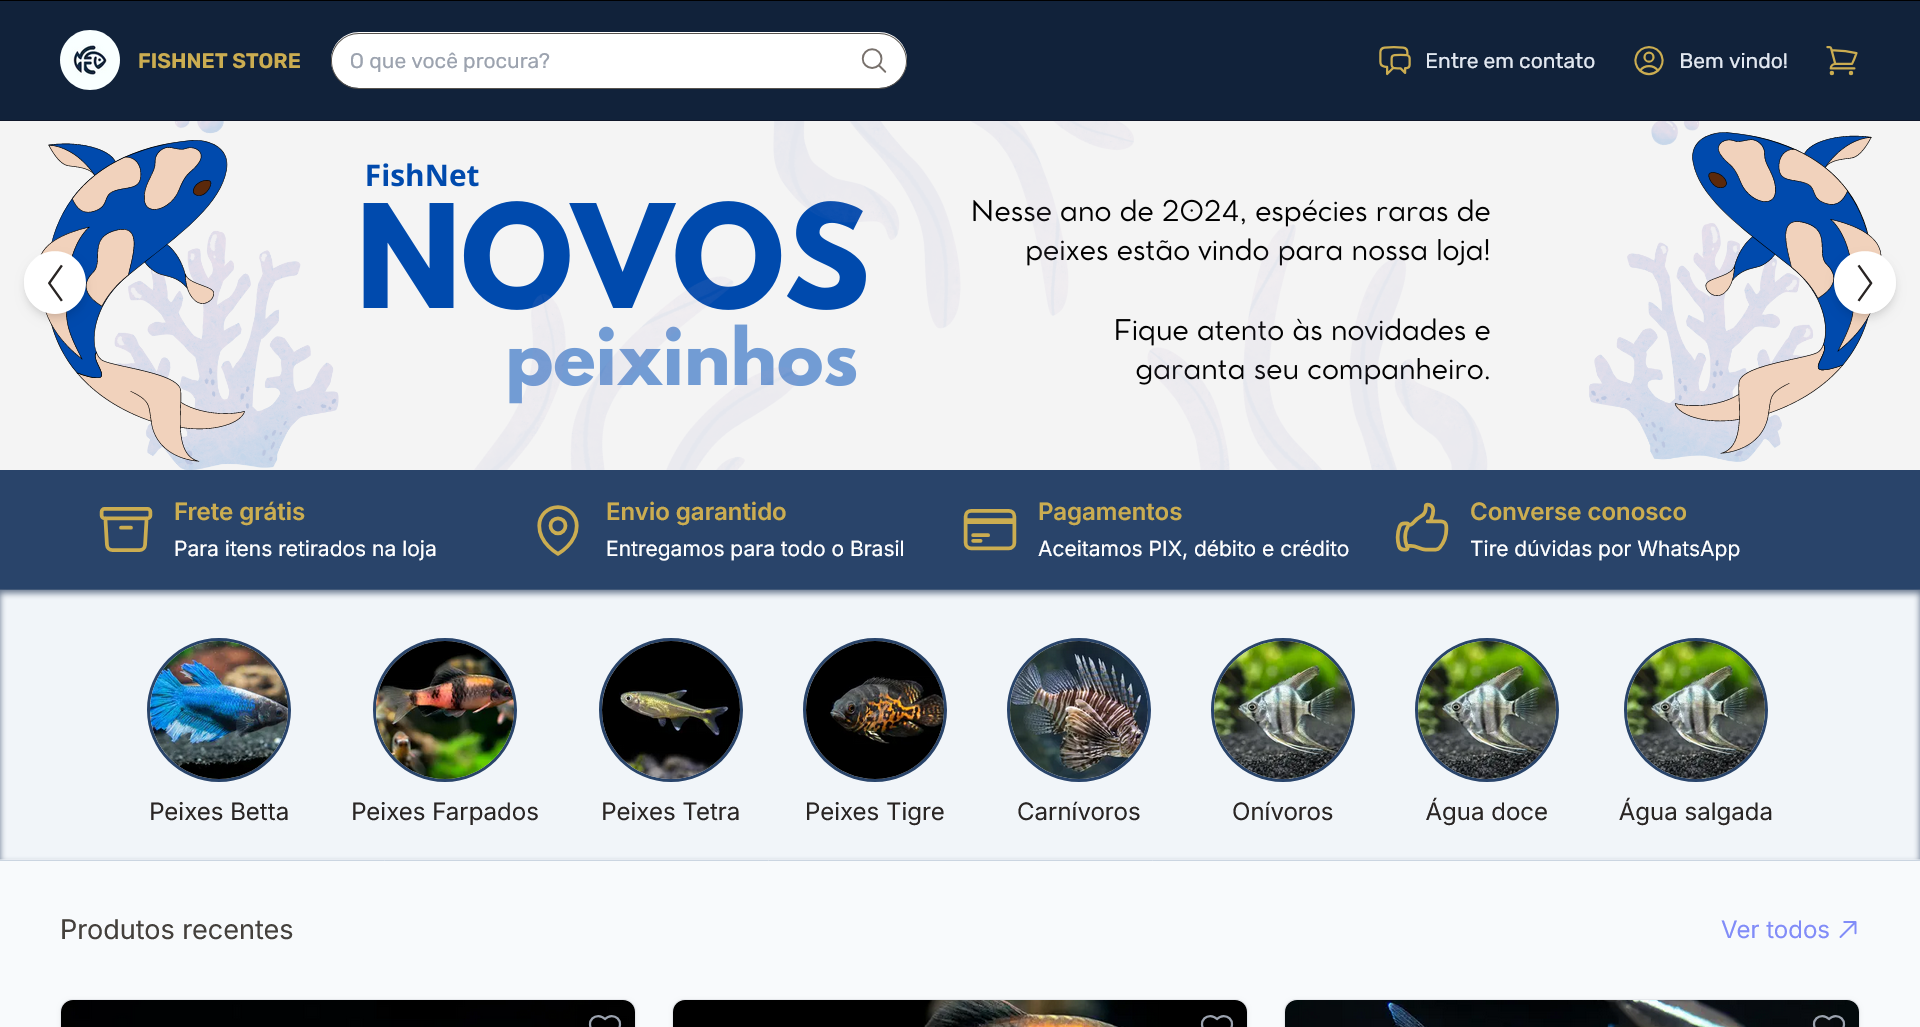 FISHNET STORE
O que você procura?
Entre em contato
Bem vindo!
FishNet
NOVOS
peixinhos
Nesse ano de 2024, espécies raras de
peixes estão vindo para nossa loja!
Fique atento às novidades e
garanta seu companheiro.
Frete grátis
Para itens retirados na loja
Envio garantido
Entregamos para todo o Brasil
Pagamentos
Aceitamos PIX, débito e crédito
Converse conosco
Tire dúvidas por WhatsApp
Peixes Betta
Peixes Farpados
Peixes Tetra
Peixes Tigre
Carnívoros
Onívoros
Água doce
Água salgada
Produtos recentes
Ver todos